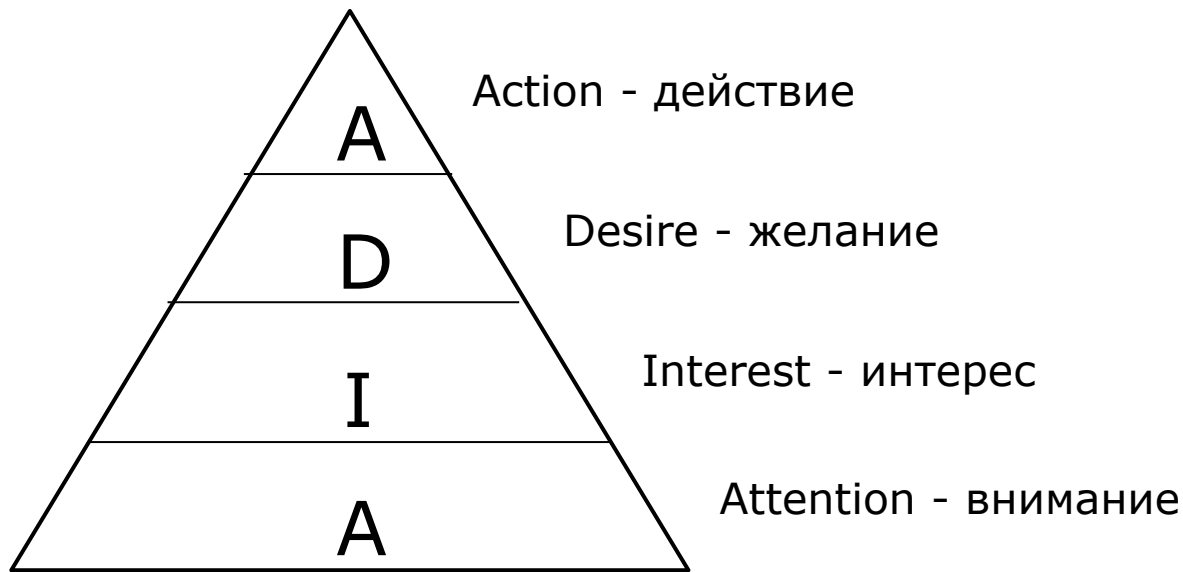 A
Action - действие
D
Desire - желание
I
Interest - интерес
A
Attention - внимание